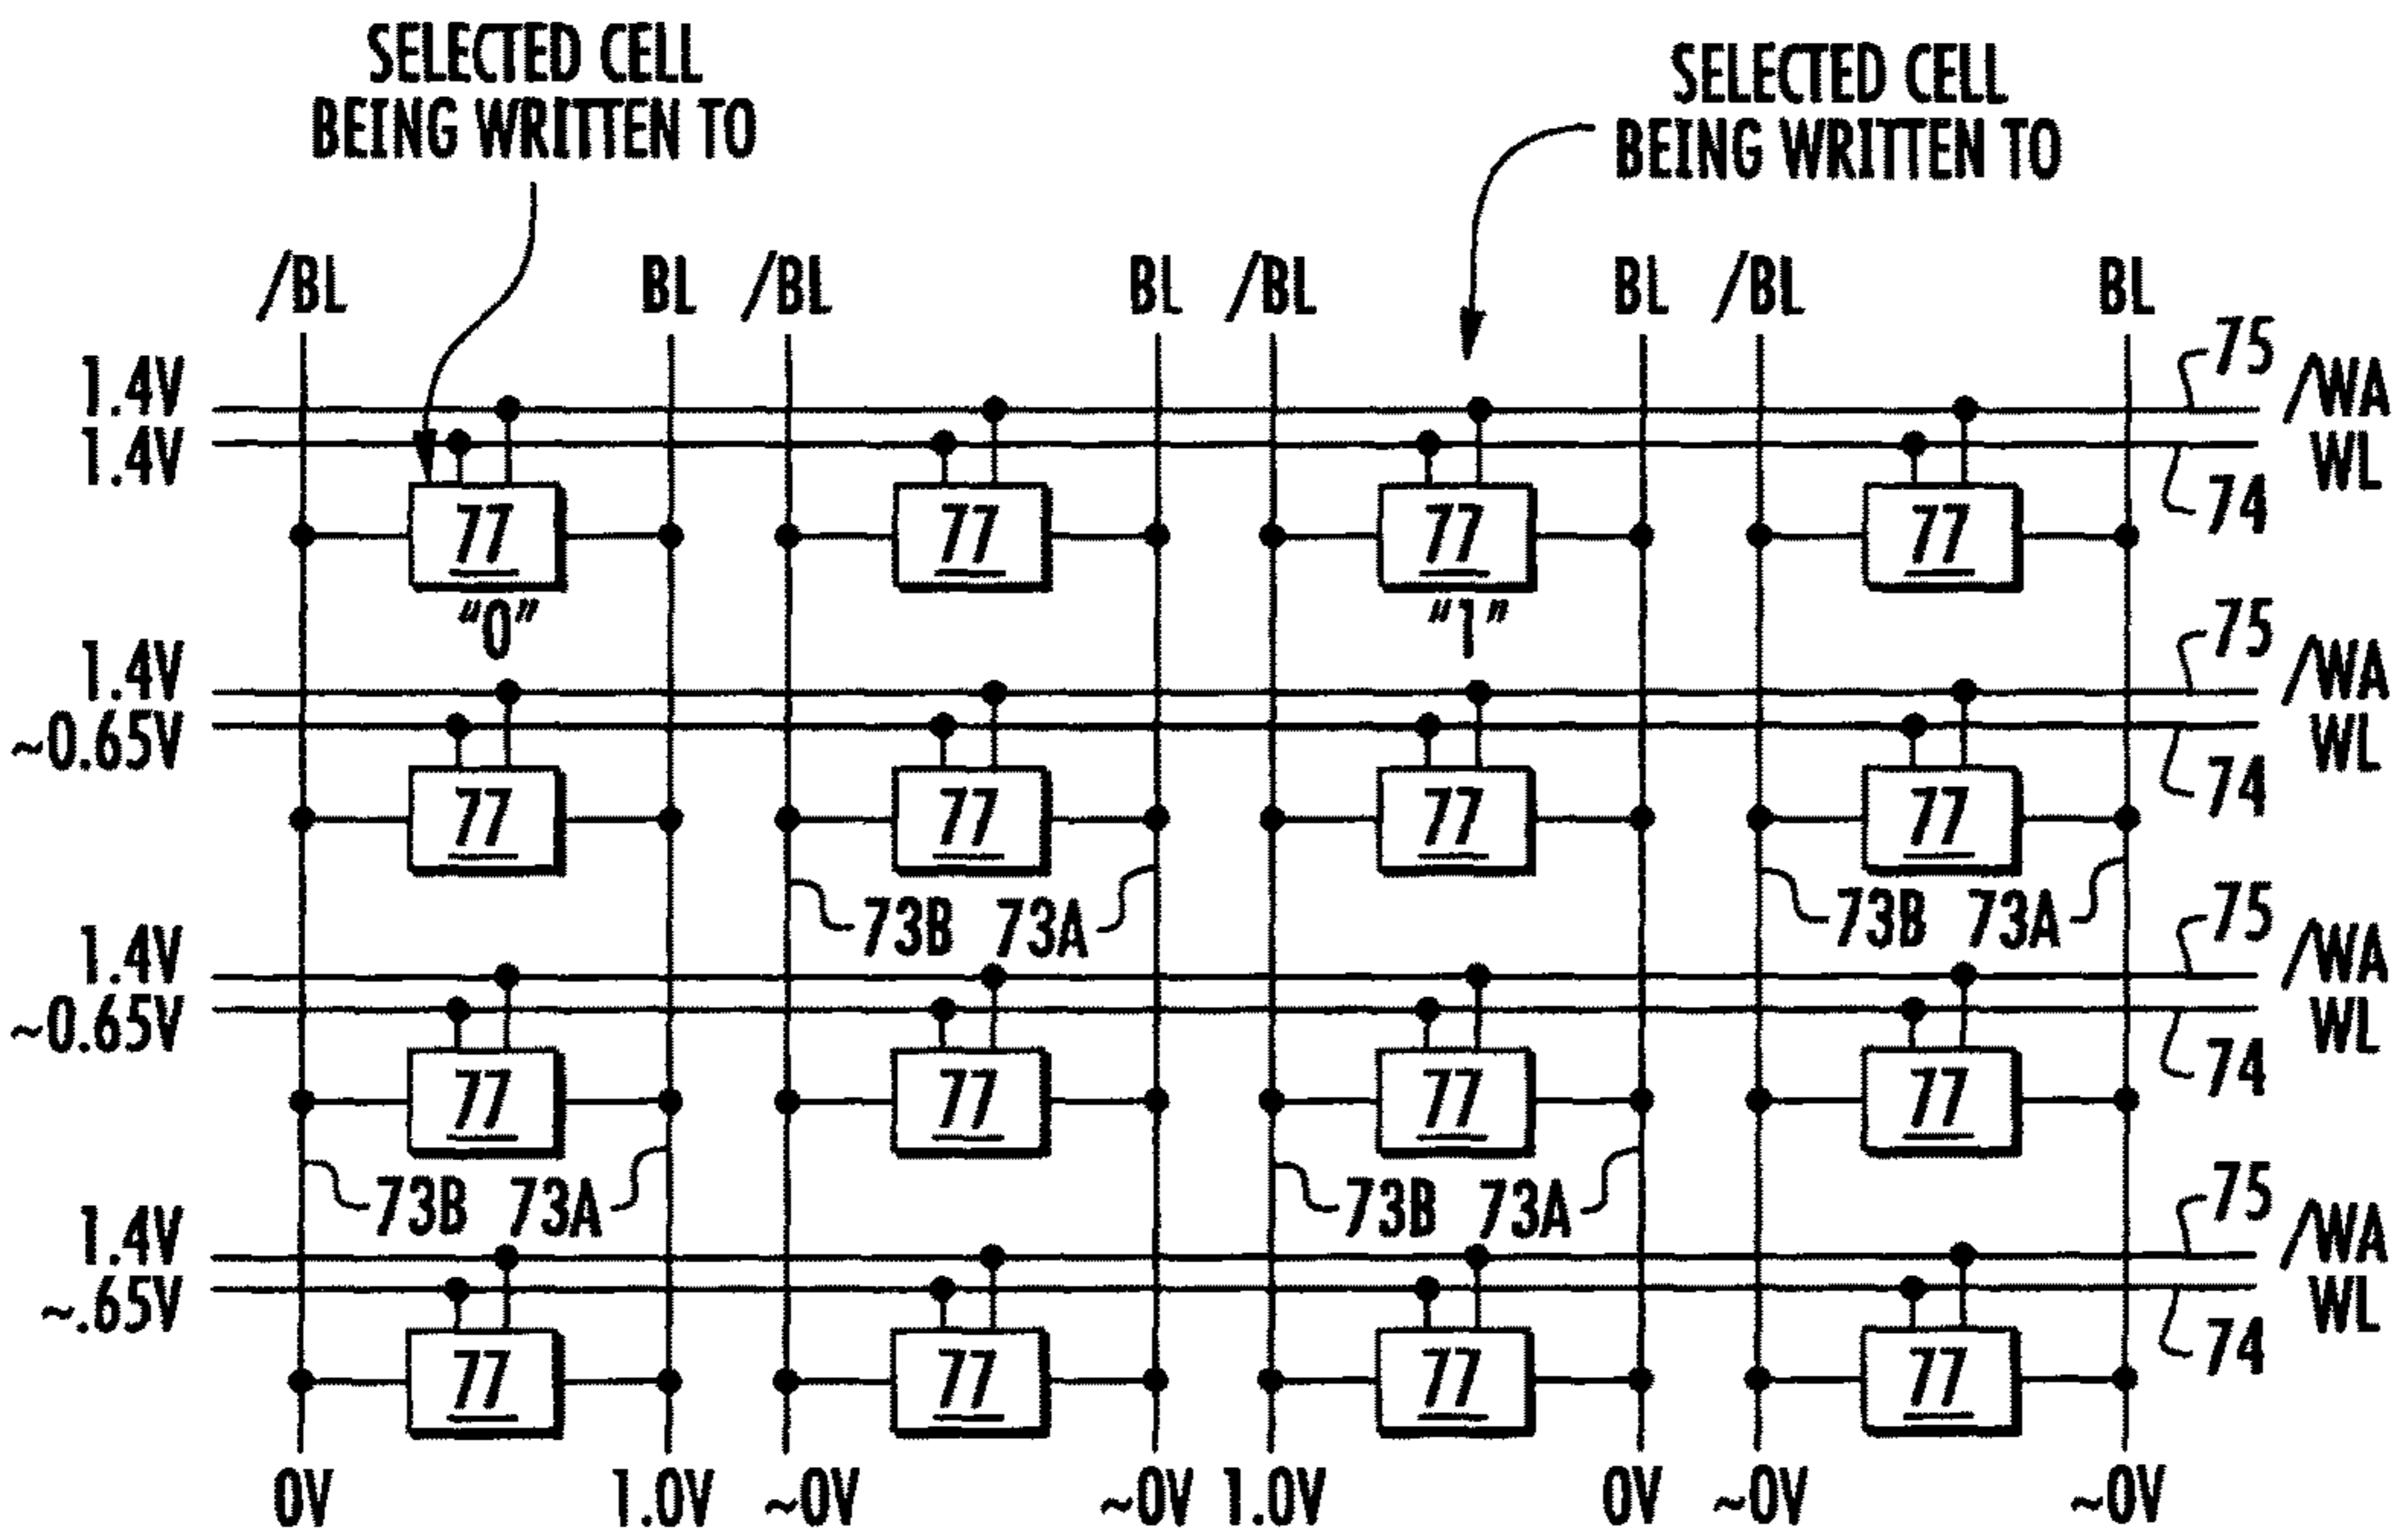 SELECTED CELL
BEING WRITTEN TO
SELECTED CELL
BEING WRITTEN TO
/BL BL /BL BL /BL BL /BL BL
1.4V 75 /WA
1.4V 74 WL
77 77 77 77
"0" "1"
1.4V 75 /WA
~0.65V 74 WL
77 77 77 77
73B 73A 73B 73A
1.4V 75 /WA
~0.65V 74 WL
77 77 77 77
73B 73A 73B 73A
1.4V 75 /WA
~.65V 74 WL
77 77 77 77
0V 1.0V ~0V ~0V 1.0V 0V ~0V ~0V